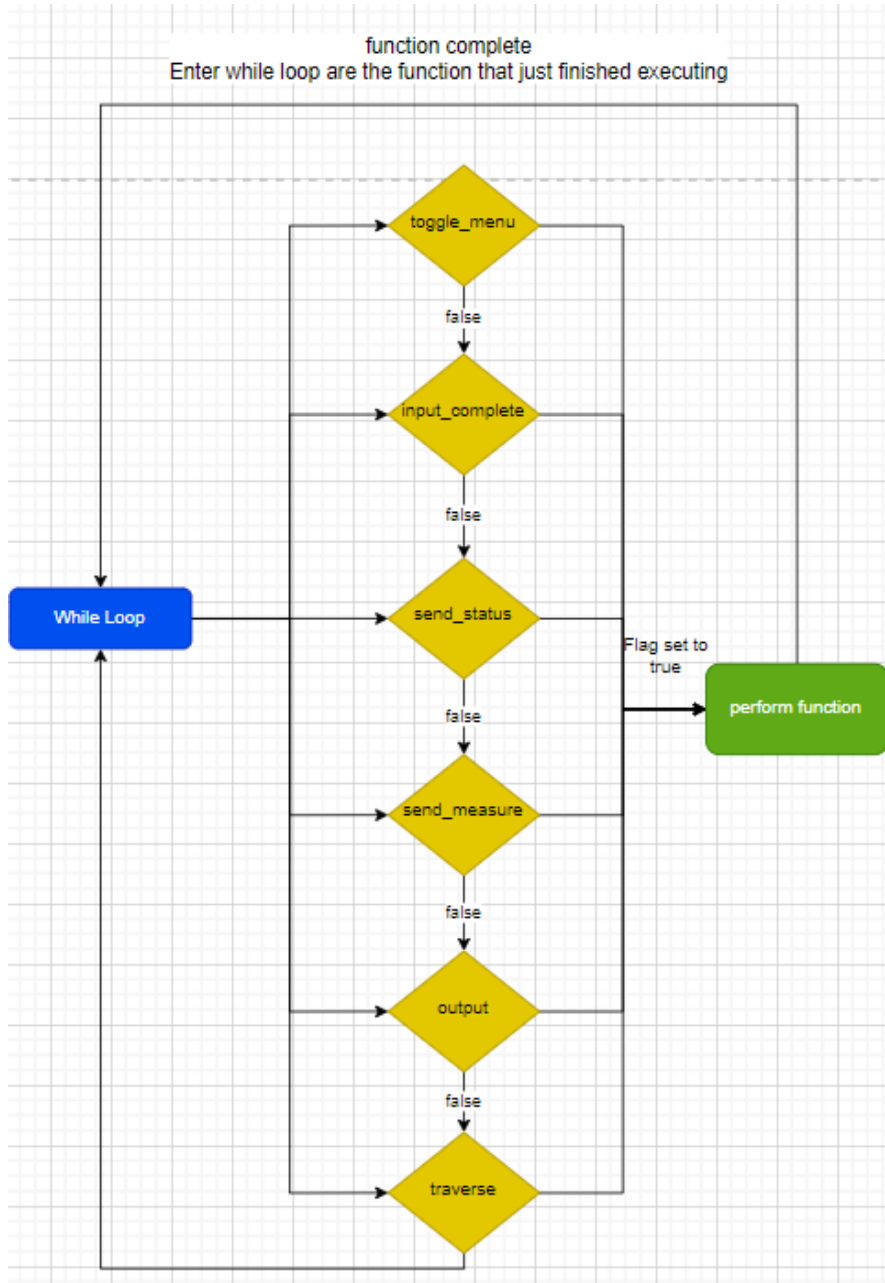 function complete
Enter while loop are the function that just finished executing
toggle_menu
false
input_complete
false
While Loop
send_status
Flag set to
true
perform function
false
send_measure
false
output
false
traverse